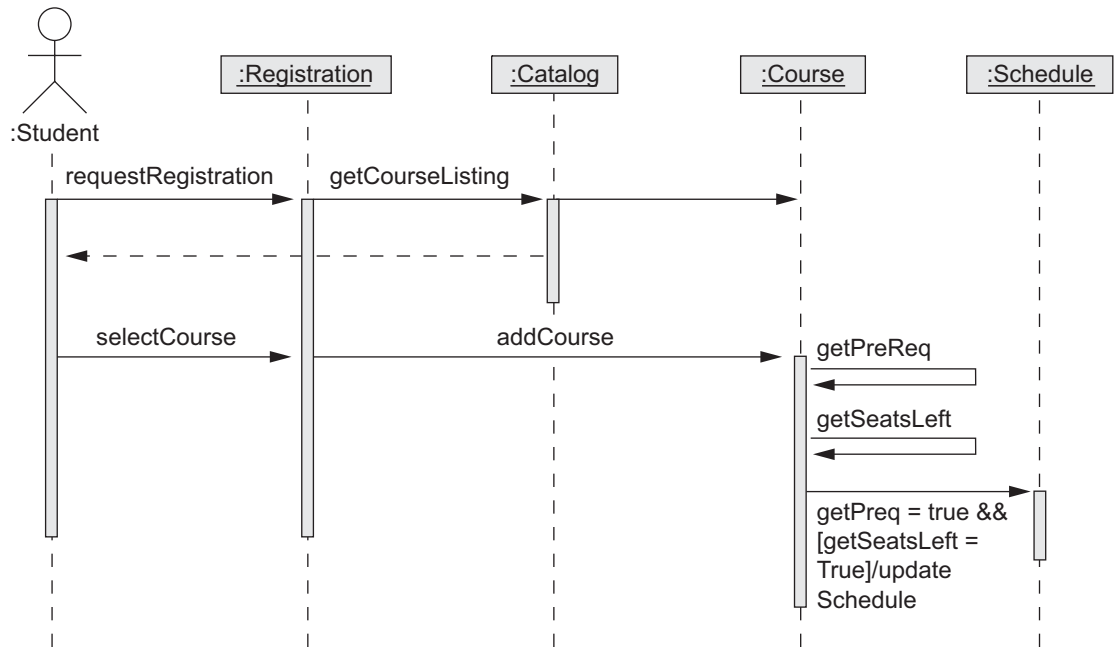 :Registration
:Catalog
:Course
:Schedule
:Student
requestRegistration
getCourseListing
selectCourse
addCourse
getPreReq
getSeatsLeft
getPreq = true &&
[getSeatsLeft =
True]/update
Schedule